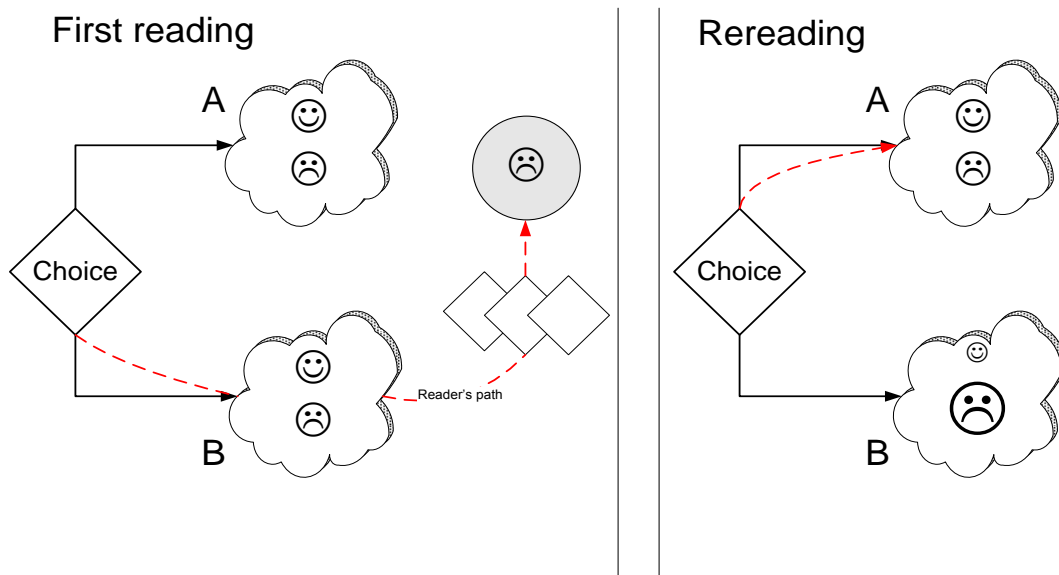 First reading
A
Choice
B
Reader's path
Rereading
A
Choice
B